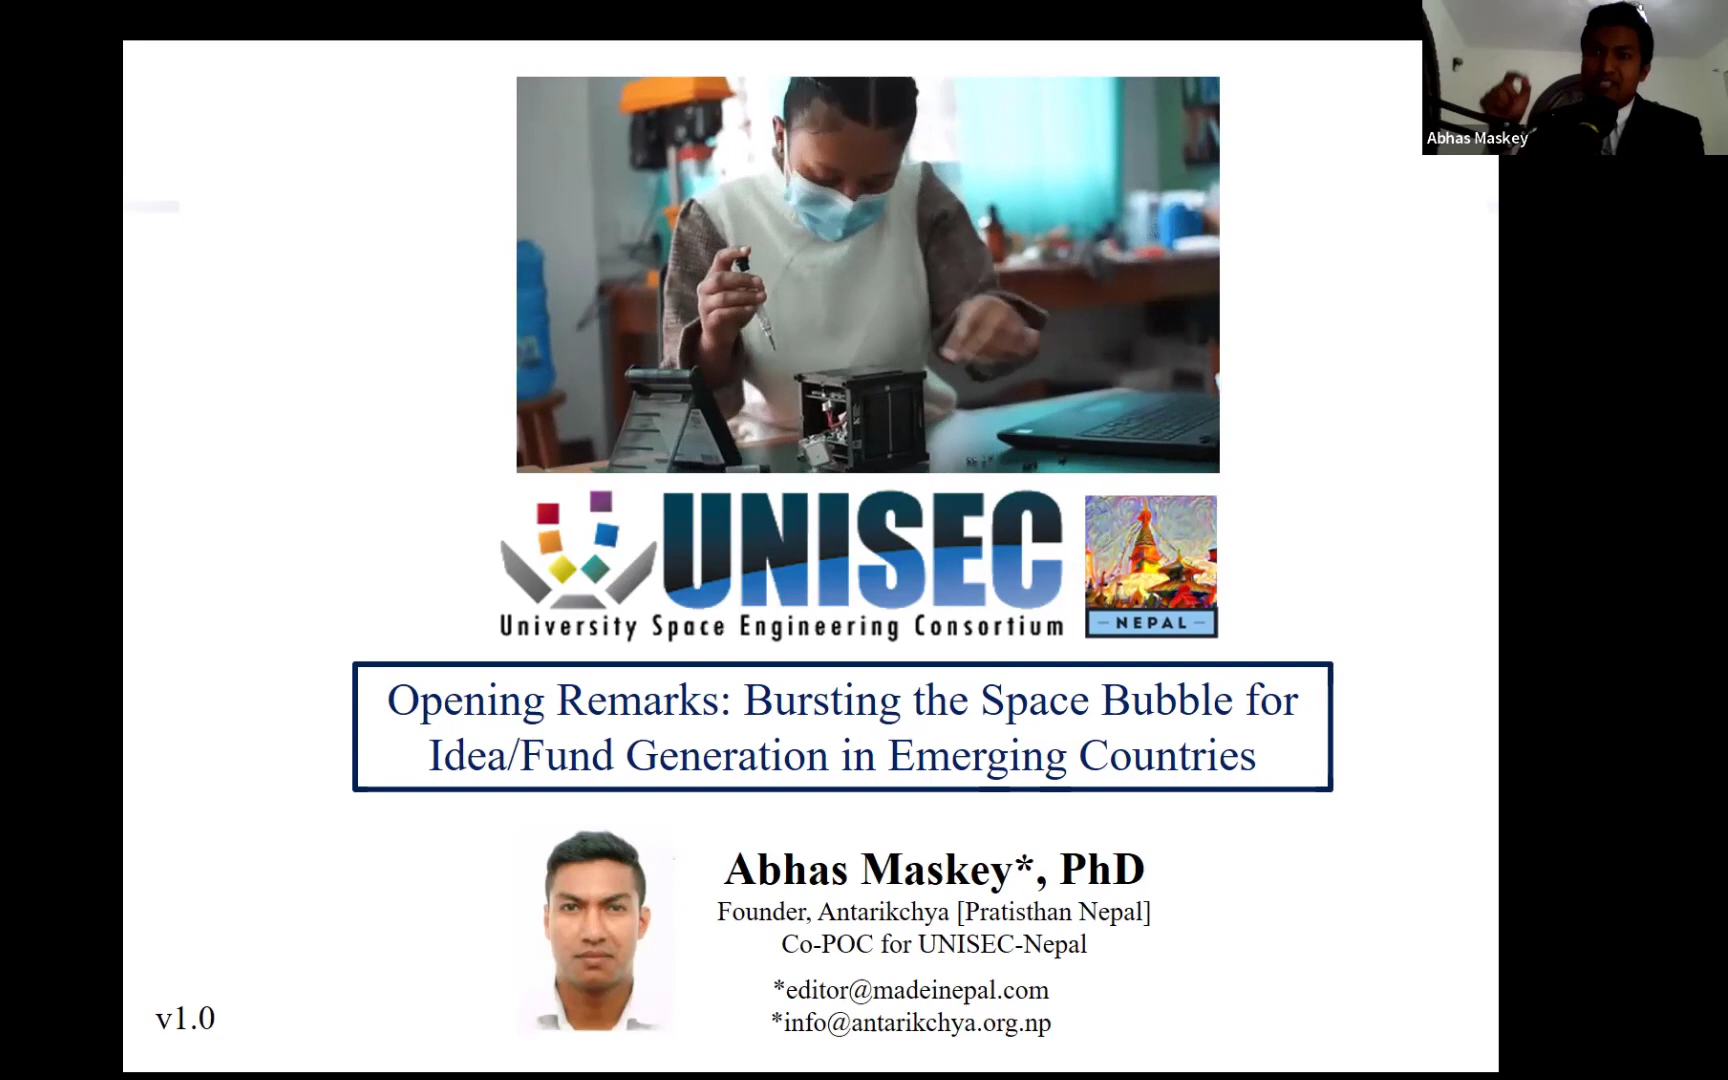 Abhas Maskey
UNISEC
University Space Engineering Consortium
NEPAL
Opening Remarks: Bursting the Space Bubble for
Idea/Fund Generation in Emerging Countries
Abhas Maskey*, PhD
Founder, Antarikchya [Pratisthan Nepal]
Co-POC for UNISEC-Nepal
*editor@madeinepal.com
*info@antarikchya.org.np
v1.0